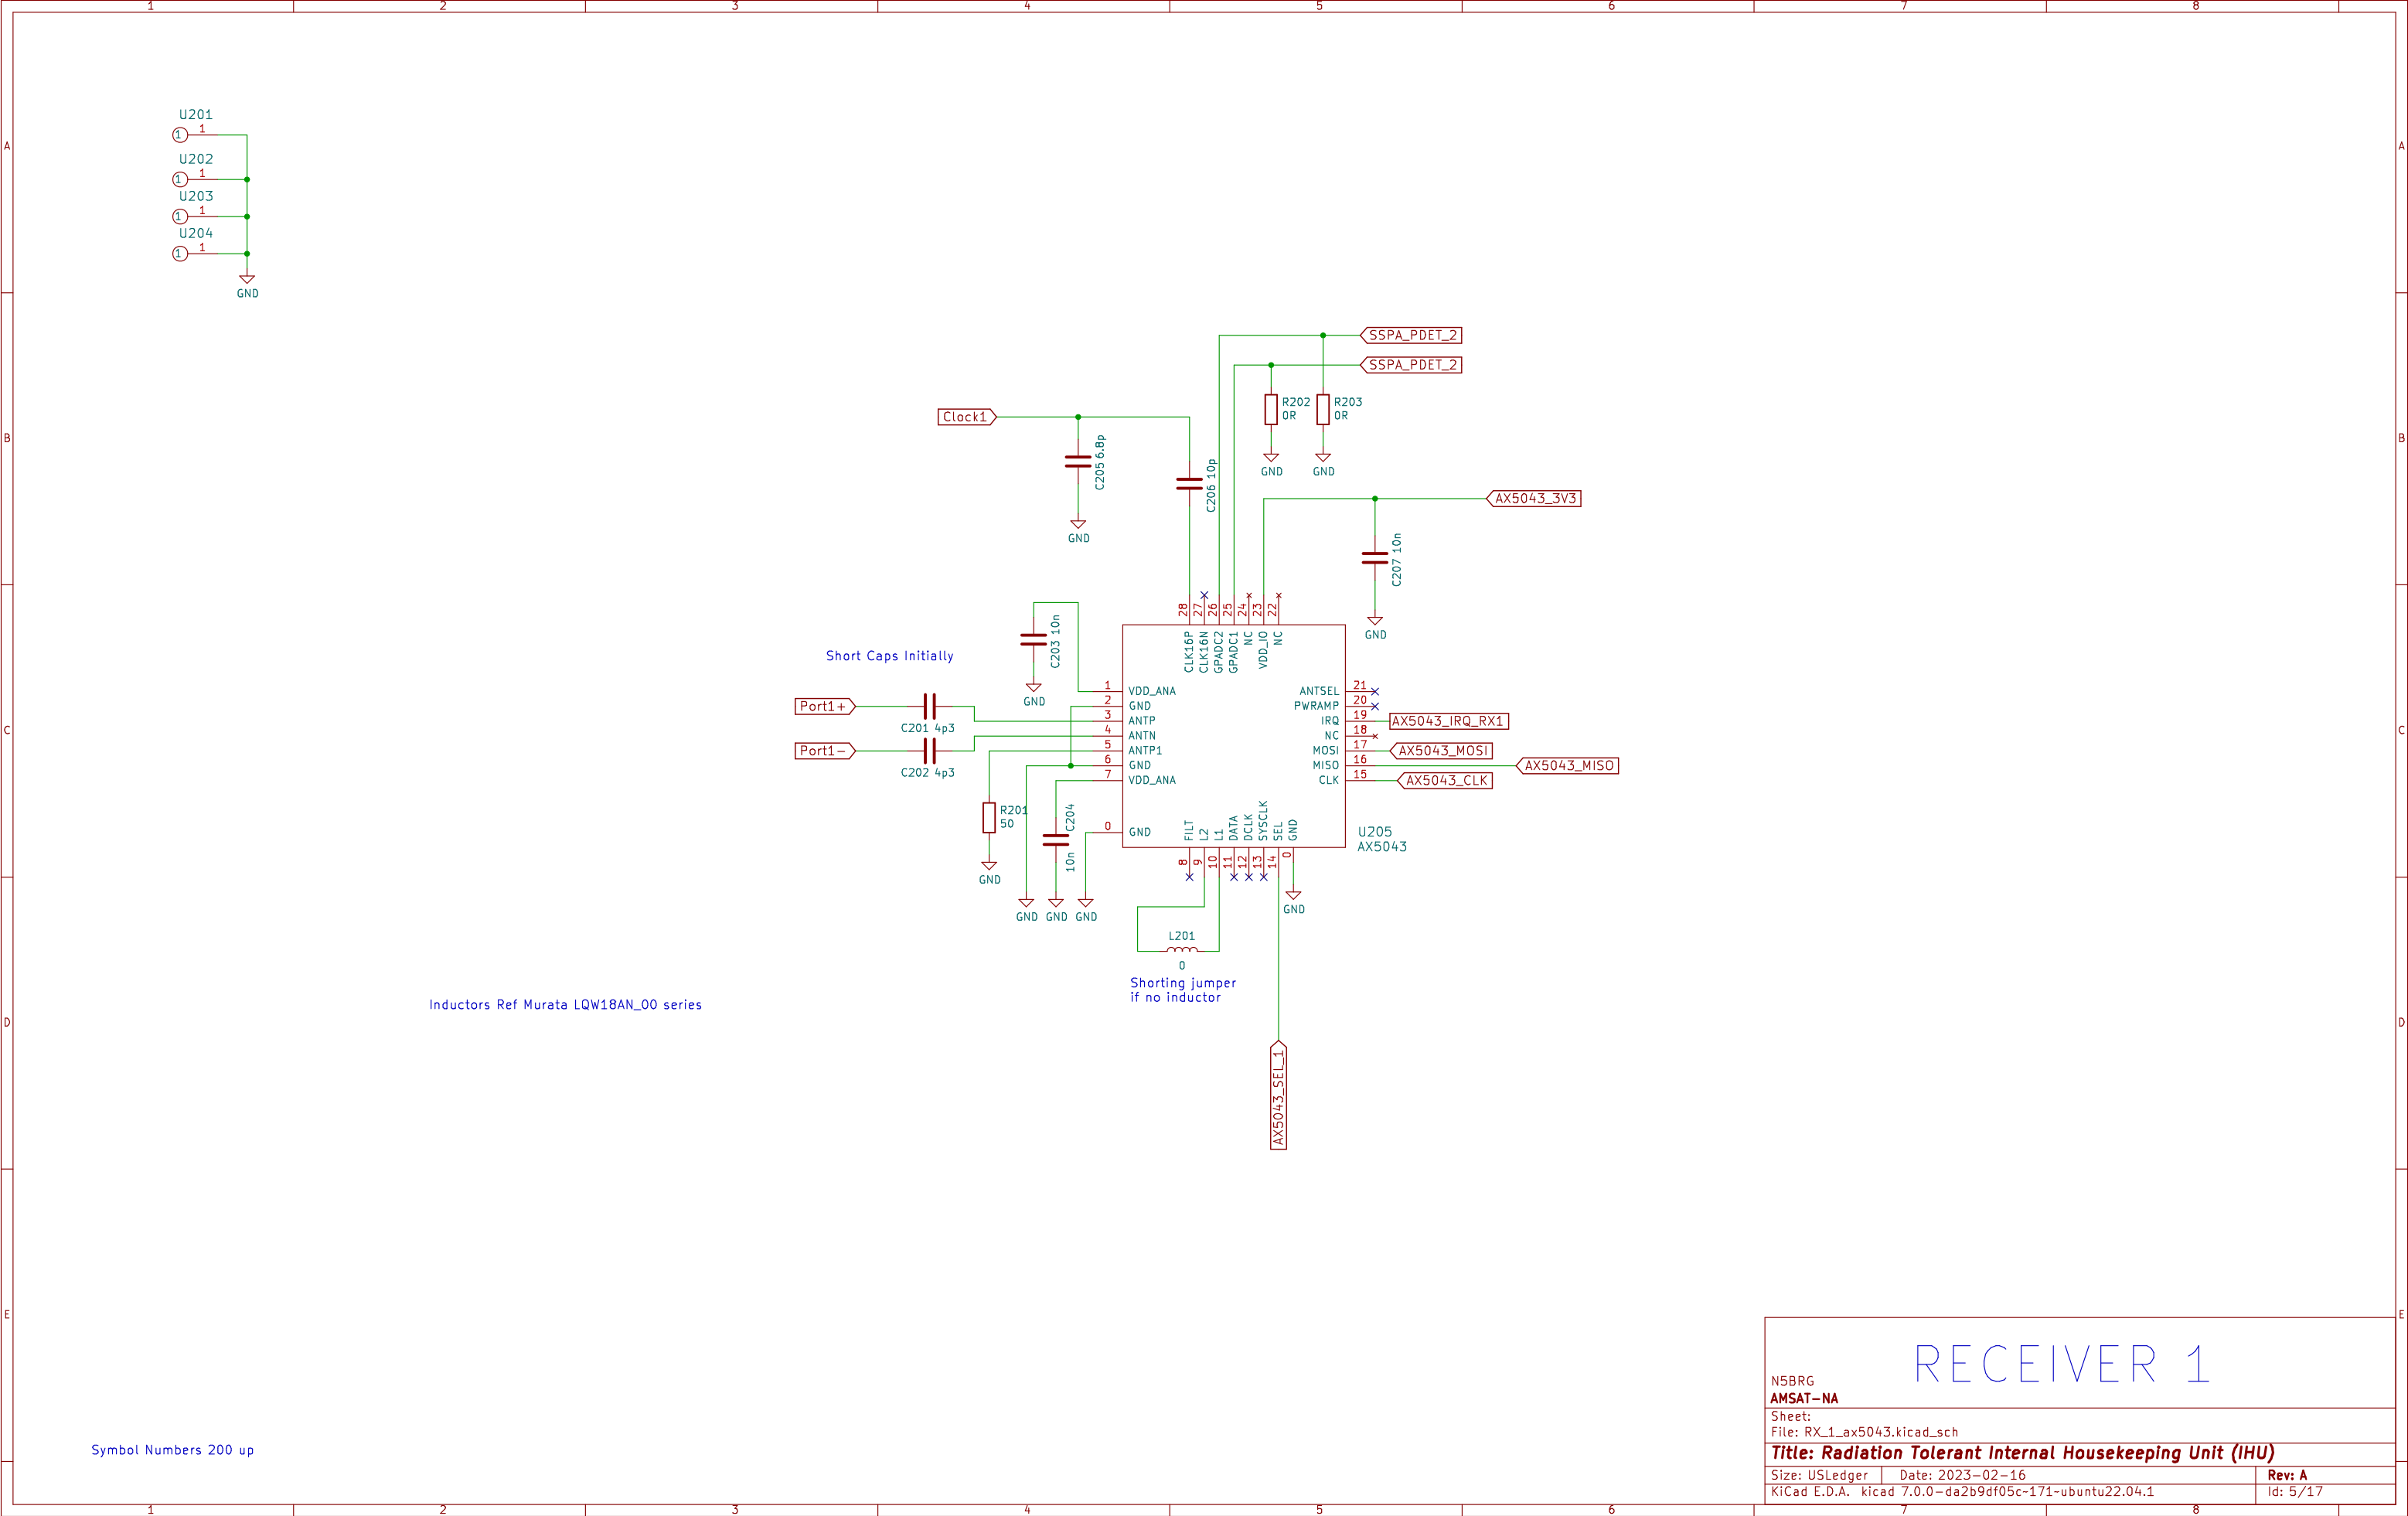 1 2 3 4 5 6 7 8
A A
B B
C C
D D
E E
U201
1 1
U202
1 1
U203
1 1
U204
1 1
GND
SSPA_PDET_2
SSPA_PDET_2
R202
0R
R203
0R
GND GND
Clock1
C205 6.8p
GND
C206 10p
AX5043_3V3
C207 10n
GND
C203 10n
GND
Short Caps Initially
28 27 26 25 24 23 22
CLK16P CLK16N GPADC2 GPADC1 NC VDD_IO NC
Port1+
C201 4p3
Port1-
C202 4p3
1 VDD_ANA
2 GND
3 ANTP
4 ANTN
5 ANTP1
6 GND
7 VDD_ANA
0 GND
ANTSEL 21
PWRAMP 20
IRQ 19 AX5043_IRQ_RX1
NC 18
MOSI 17 AX5043_MOSI
MISO 16 AX5043_MISO
CLK 15 AX5043_CLK
R201
50
GND
C204
10n
GND GND GND
FILT L2 L1 DATA DCLK SYSCLK SEL GND
8 9 10 11 12 13 14 0
GND
U205
AX5043
L201
0
Shorting jumper
if no inductor
AX5043_SEL_1
Inductors Ref Murata LQW18AN_00 series
Symbol Numbers 200 up
RECEIVER 1
N5BRG
AMSAT-NA
Sheet:
File: RX_1_ax5043.kicad_sch
Title: Radiation Tolerant Internal Housekeeping Unit (IHU)
Size: USLedger Date: 2023-02-16 Rev: A
KiCad E.D.A. kicad 7.0.0-da2b9df05c~171~ubuntu22.04.1 Id: 5/17
1 2 3 4 5 6 7 8